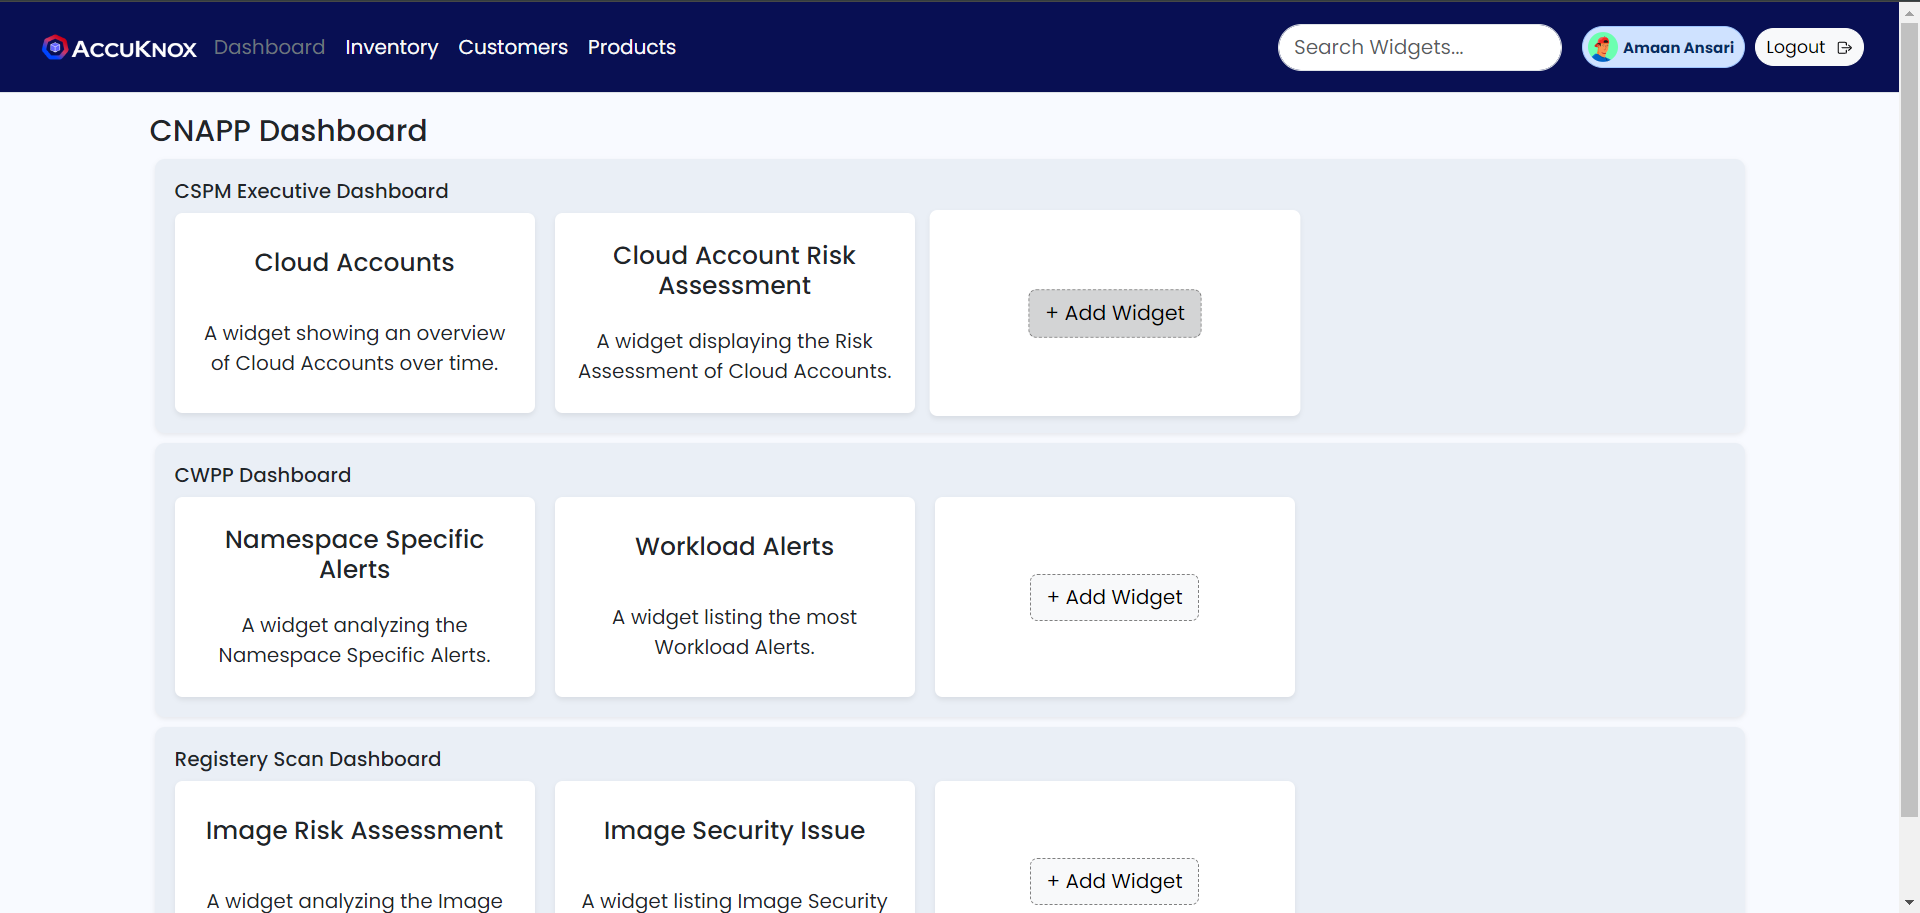 ACCUKNOX Dashboard Inventory Customers Products Search Widgets... Amaan Ansari Logout
CNAPP Dashboard
CSPM Executive Dashboard
Cloud Accounts
A widget showing an overview
of Cloud Accounts over time.
Cloud Account Risk
Assessment
A widget displaying the Risk
Assessment of Cloud Accounts.
+ Add Widget
CWPP Dashboard
Namespace Specific
Alerts
A widget analyzing the
Namespace Specific Alerts.
Workload Alerts
A widget listing the most
Workload Alerts.
+ Add Widget
Registery Scan Dashboard
Image Risk Assessment
A widget analyzing the Image
Image Security Issue
A widget listing Image Security
+ Add Widget